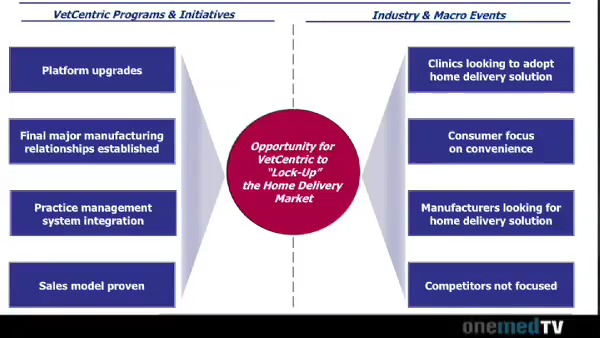 VetCentric Programs & Initiatives
Industry & Macro Events
Platform upgrades
Final major manufacturing
relationships established
Practice management
system integration
Sales model proven
Opportunity for
VetCentric to
“Lock-Up”
the Home Delivery
Market
Clinics looking to adopt
home delivery solution
Consumer focus
on convenience
Manufacturers looking for
home delivery solution
Competitors not focused
onemedTV